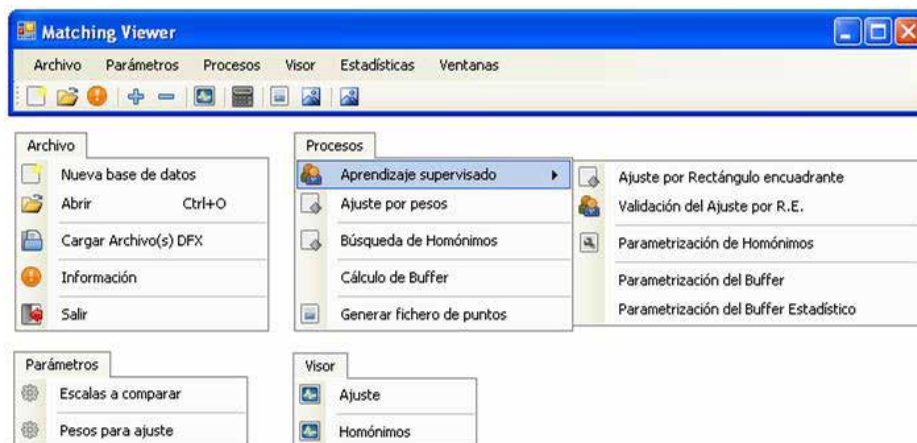 Matching Viewer
Archivo Parámetros Procesos Visor Estadísticas Ventanas
Archivo
Nueva base de datos
Abrir Ctrl+O
Cargar Archivo(s) DFX
Información
Salir
Procesos
Aprendizaje supervisado
Ajuste por pesos
Búsqueda de Homónimos
Cálculo de Buffer
Generar fichero de puntos
Ajuste por Rectángulo encuadrante
Validación del Ajuste por R.E.
Parametrización de Homónimos
Parametrización del Buffer
Parametrización del Buffer Estadístico
Parámetros
Escalas a comparar
Pesos para ajuste
Visor
Ajuste
Homónimos